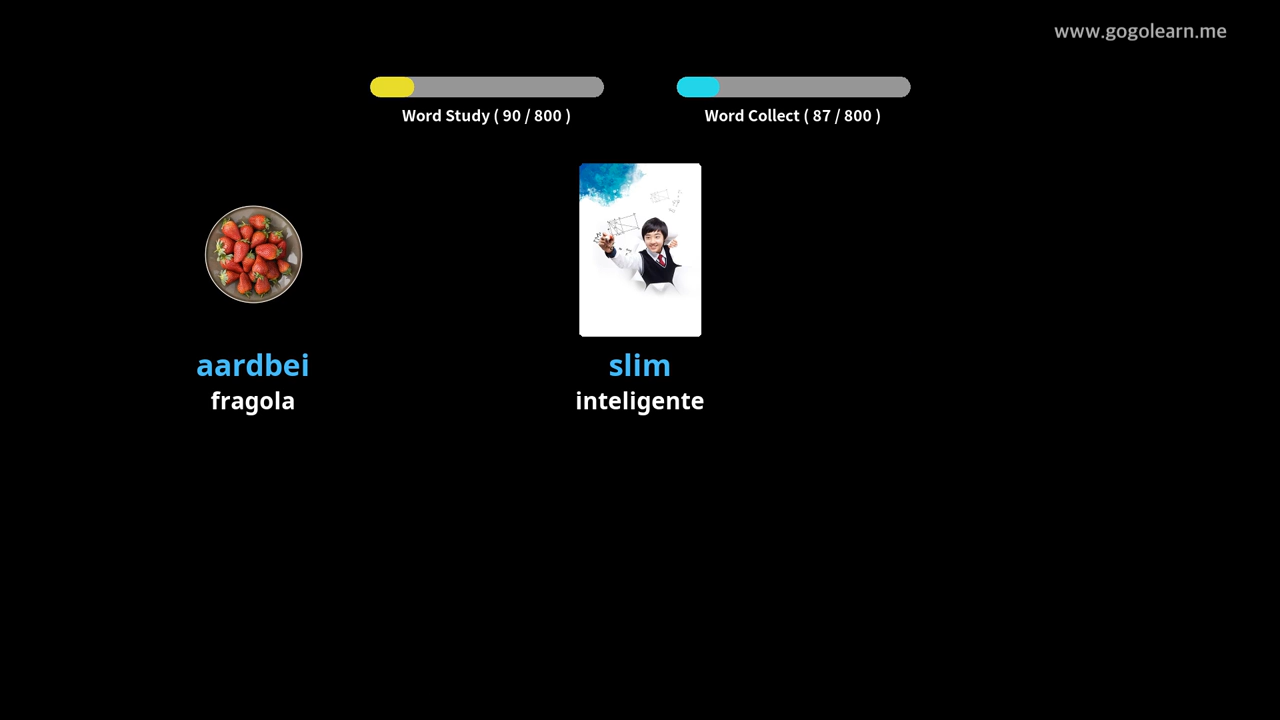 www.gogolearn.me
Word Study ( 90 / 800 )
Word Collect ( 87 / 800 )
aardbei
fragola
slim
inteligente